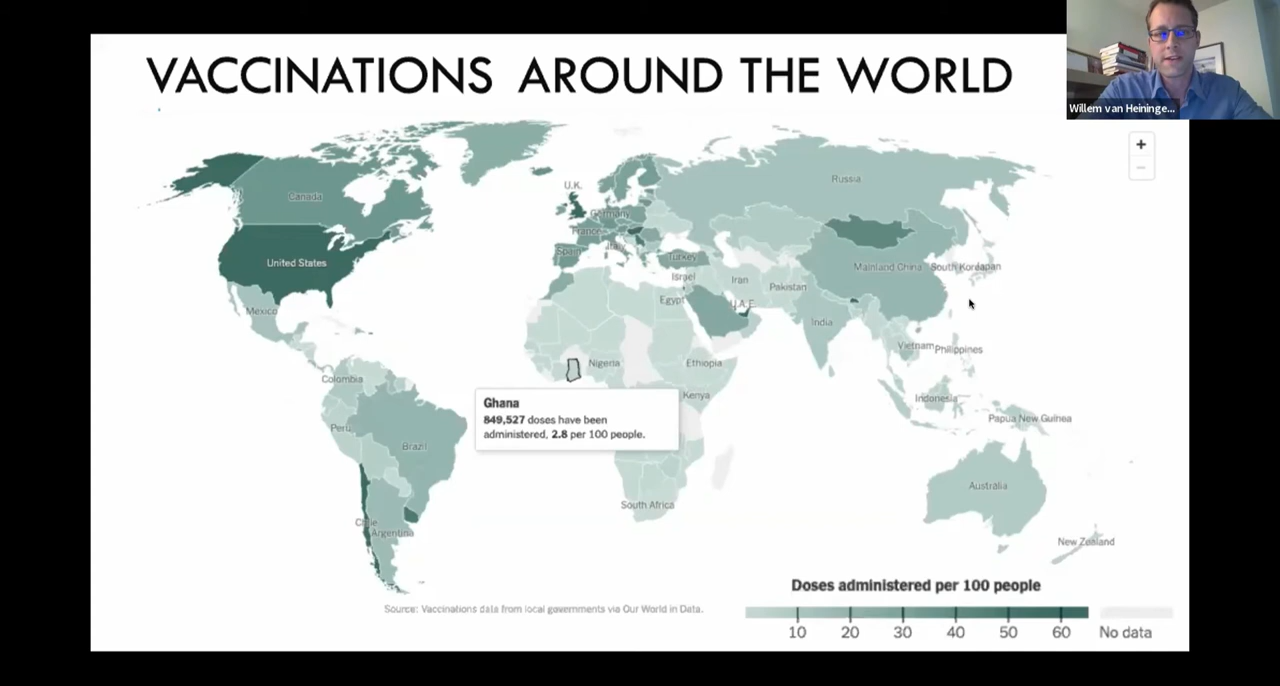 VACCINATIONS AROUND THE WORLD
Willem van Heininge...
+
−
Canada
U.K.
Russia
Germany
France
Spain
Italy
Turkey
United States
Mainland China
South Korea
Japan
Israel
Iran
Pakistan
Mexico
Egypt
U.A.E.
India
Vietnam
Philippines
Nigeria
Ethiopia
Colombia
Kenya
Indonesia
Papua New Guinea
Peru
Brazil
Ghana
849,527 doses have been
administered, 2.8 per 100 people.
Australia
South Africa
Chile
Argentina
New Zealand
Doses administered per 100 people
10 20 30 40 50 60 No data
Source: Vaccinations data from local governments via Our World in Data.